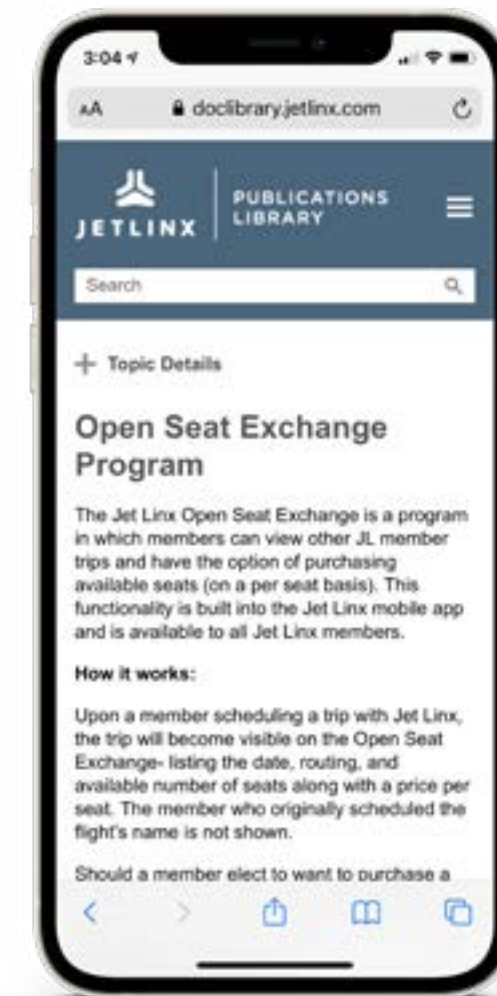 3:04
AA doclibrary.jetlinx.com
JETLINX
PUBLICATIONS
LIBRARY
Search
+ Topic Details
Open Seat Exchange
Program
The Jet Linx Open Seat Exchange is a program
in which members can view other JL member
trips and have the option of purchasing
available seats (on a per seat basis). This
functionality is built into the Jet Linx mobile app
and is available to all Jet Linx members.
How it works:
Upon a member scheduling a trip with Jet Linx,
the trip will become visible on the Open Seat
Exchange- listing the date, routing, and
available number of seats along with a price per
seat. The member who originally scheduled the
flight's name is not shown.
Should a member elect to want to purchase a